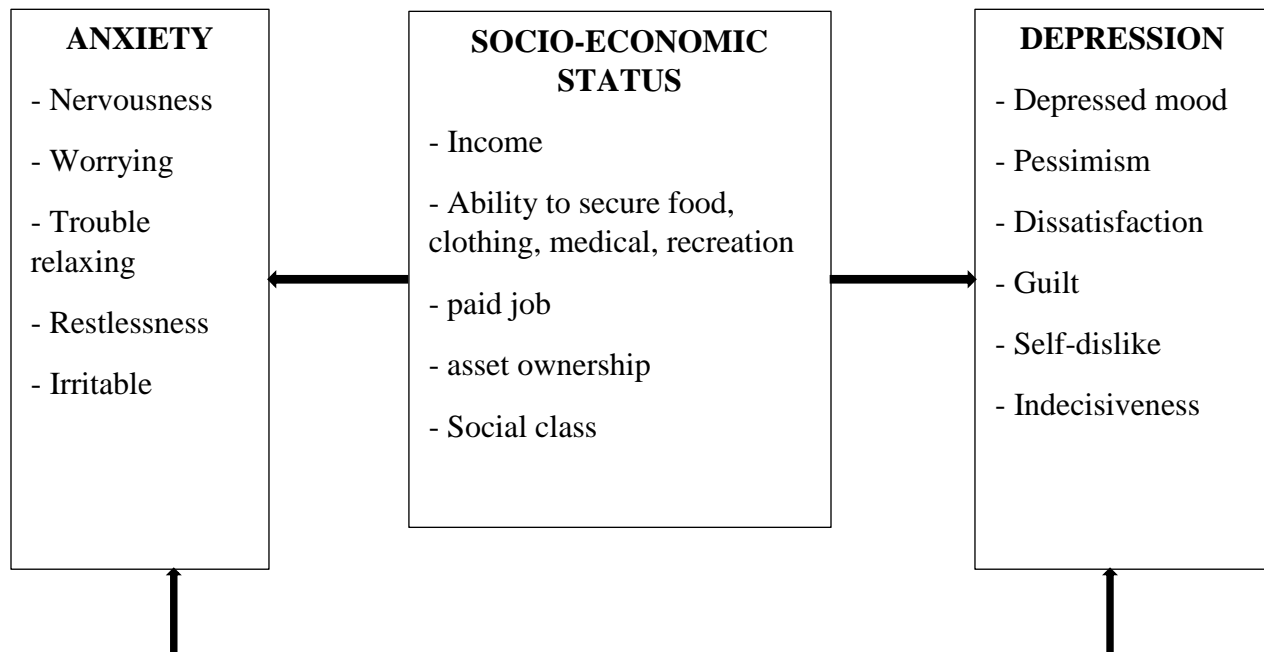 ANXIETY
- Nervousness
- Worrying
- Trouble
relaxing
- Restlessness
- Irritable
SOCIO-ECONOMIC
STATUS
- Income
- Ability to secure food,
clothing, medical, recreation
- paid job
- asset ownership
- Social class
DEPRESSION
- Depressed mood
- Pessimism
- Dissatisfaction
- Guilt
- Self-dislike
- Indecisiveness